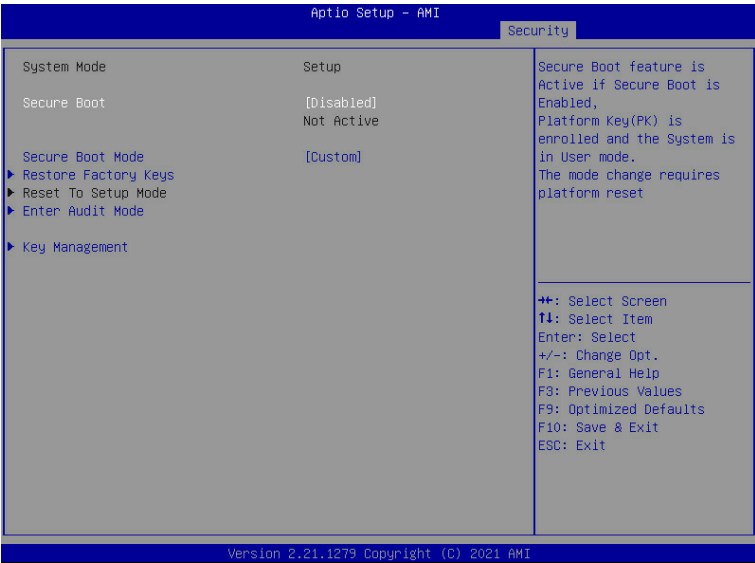 Aptio Setup – AMI
Security
System Mode Setup
Secure Boot [Disabled]
Not Active
Secure Boot Mode [Custom]
▶ Restore Factory Keys
▶ Reset To Setup Mode
▶ Enter Audit Mode
▶ Key Management
Secure Boot feature is
Active if Secure Boot is
Enabled,
Platform Key(PK) is
enrolled and the System is
in User mode.
The mode change requires
platform reset
→←: Select Screen
↑↓: Select Item
Enter: Select
+/-: Change Opt.
F1: General Help
F3: Previous Values
F9: Optimized Defaults
F10: Save & Exit
ESC: Exit
Version 2.21.1279 Copyright (C) 2021 AMI